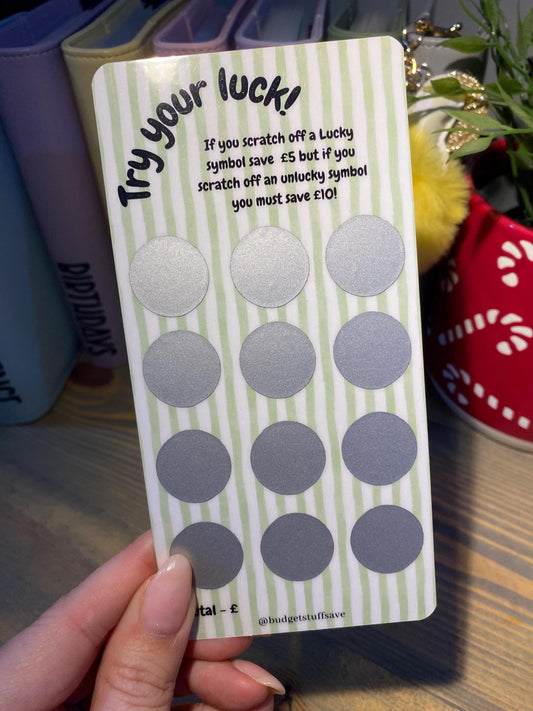 Try your luck!
If you scratch off a Lucky
symbol save £5 but if you
scratch off an unlucky symbol
you must save £10!
BIRTHDAYS
tal - £
@budgetstuffsave